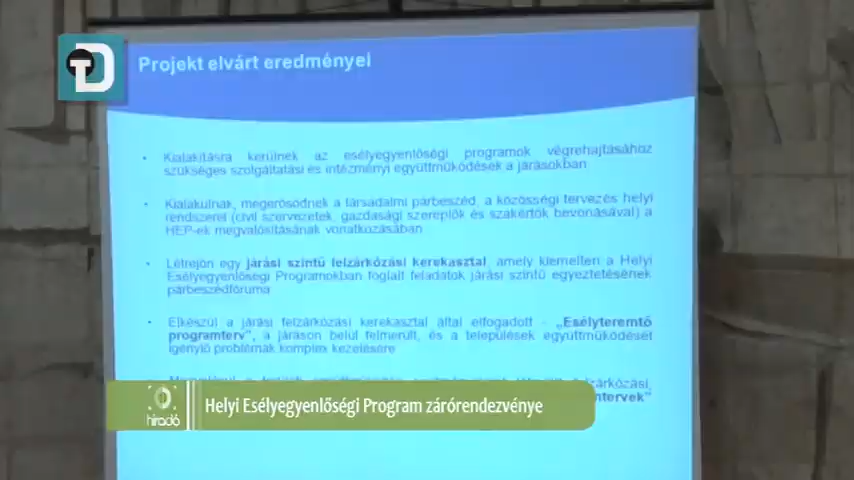 TD
Projekt elvárt eredményei
• Kialakításra kerülnek az esélyegyenlőségi programok végrehajtásához
szükséges szolgáltatási és intézményi együttműködések a járásokban
• Kialakulnak, megerősödnek a társadalmi párbeszéd, a közösségi tervezés helyi
rendszerei (civil szervezetek, gazdasági szereplők és szakértők bevonásával) a
HEP-ek megvalósításának vonatkozásában
• Létrejön egy járási szintű felzárkózási kerekasztal, amely kiemelten a Helyi
Esélyegyenlőségi Programokban foglalt feladatok járási szintű egyeztetésének
párbeszédfóruma
• Elkészül a járási felzárkózási kerekasztal által elfogadott - „Esélyteremtő
programterv”, a járáson belül felmerült, és a települések együttműködését
igénylő problémák komplex kezelésére
híradó
Helyi Esélyegyenlőségi Program zárórendezvénye